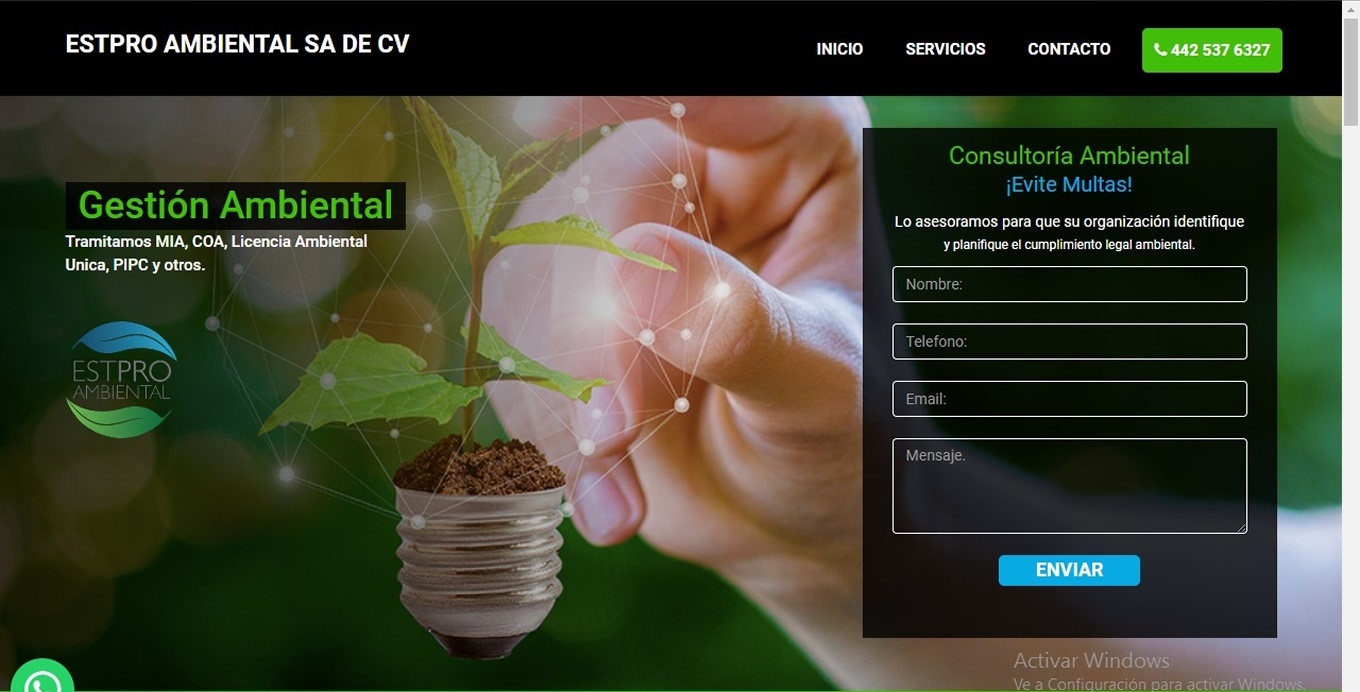 ESTPRO AMBIENTAL SA DE CV
INICIO
SERVICIOS
CONTACTO
442 537 6327
Gestión Ambiental
Tramitamos MIA, COA, Licencia Ambiental
Unica, PIPC y otros.
ESTPRO
AMBIENTAL
Consultoría Ambiental
¡Evite Multas!
Lo asesoramos para que su organización identifique
y planifique el cumplimiento legal ambiental.
Nombre:
Telefono:
Email:
Mensaje.
ENVIAR
Activar Windows
Ve a Configuración para activar Windows.